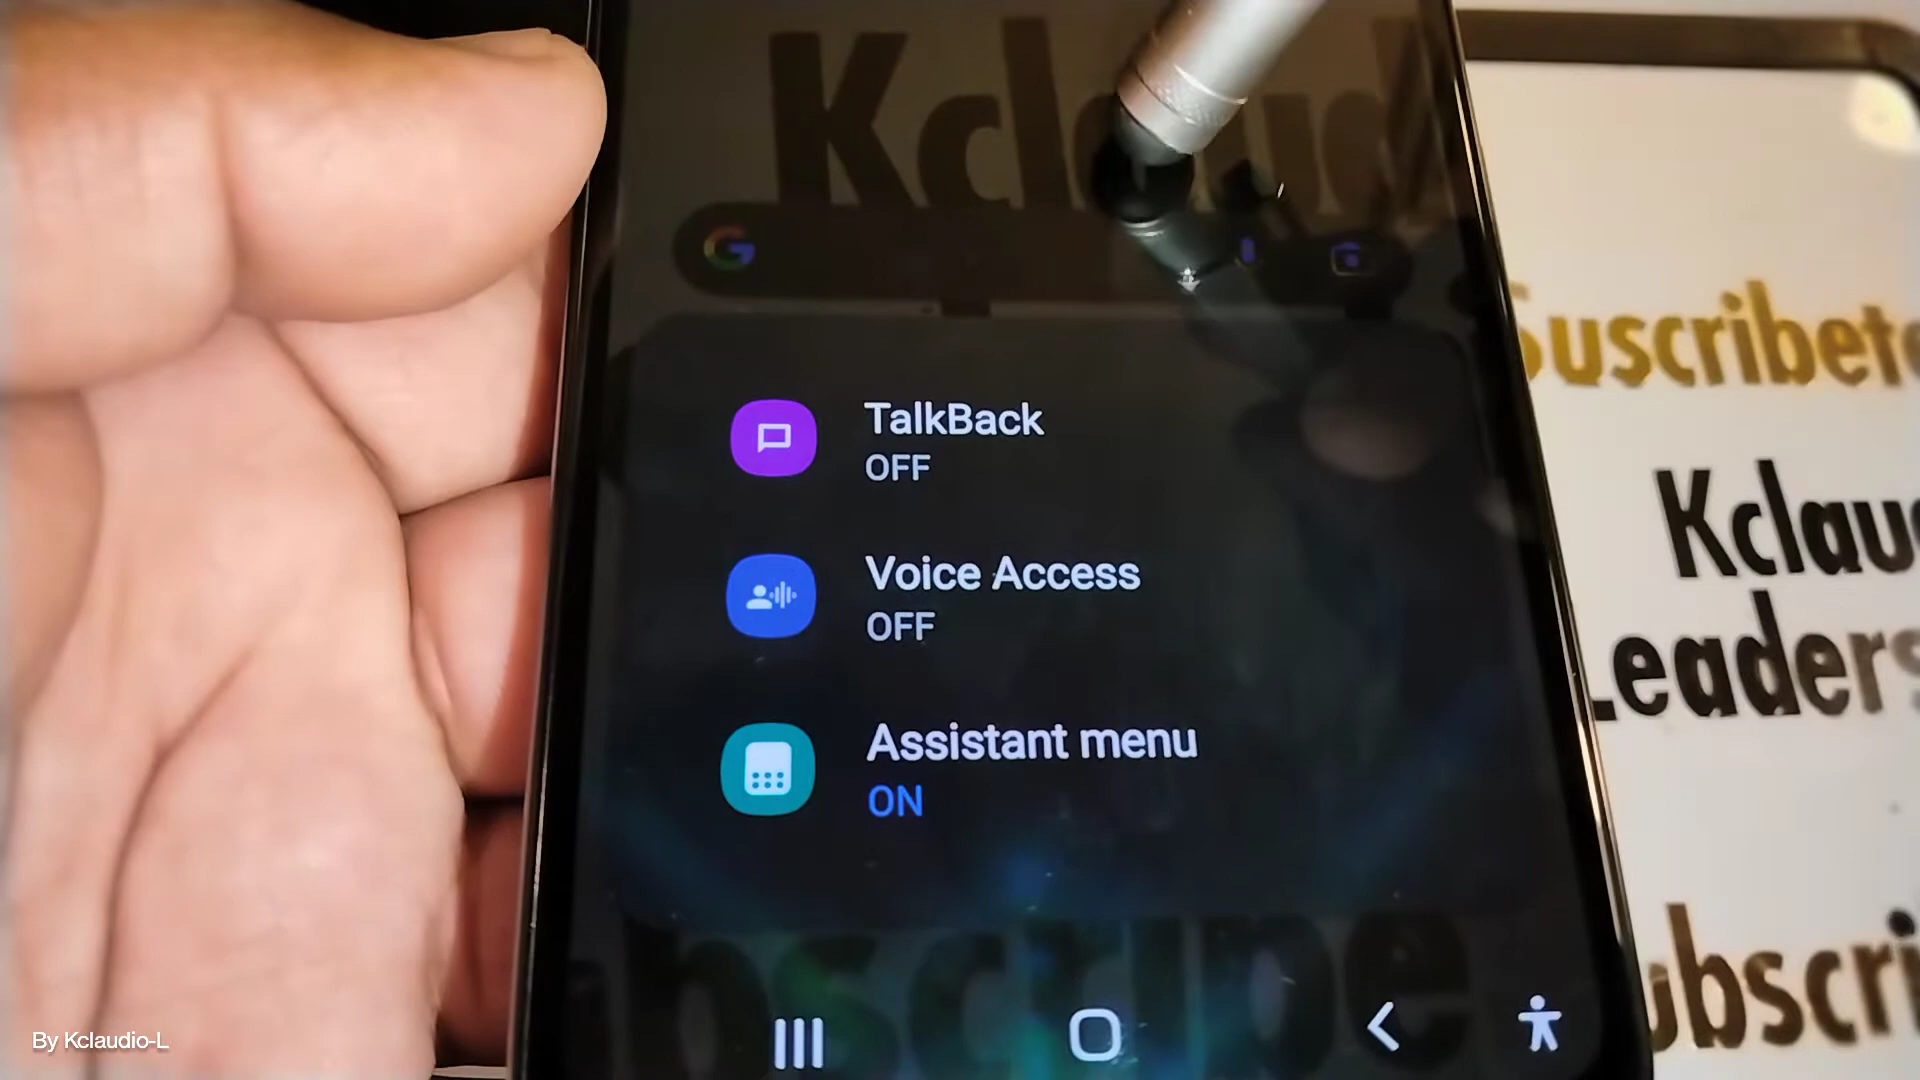 Kclaud
G
TalkBack
OFF
Voice Access
OFF
Assistant menu
ON
bscribe
Suscribete
Kclau
Leaders
ubscri
By Kclaudio-L